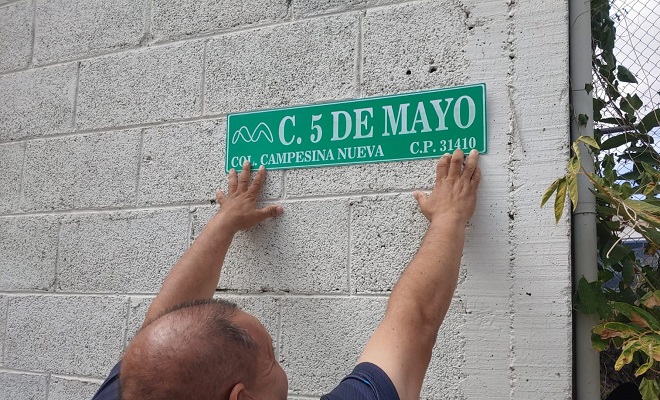 C. 5 DE MAYO
COL. CAMPESINA NUEVA C.P. 31410